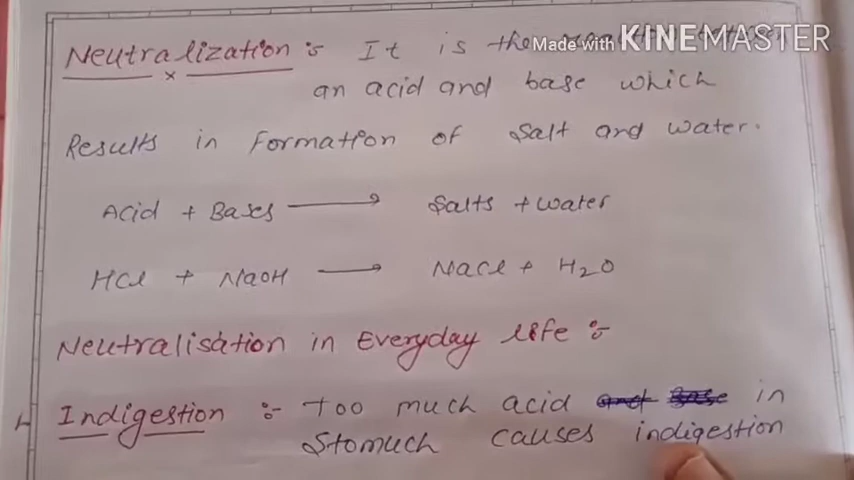 Neutralization :- It is the
Made with KINEMASTER
an acid and base which
Results in Formation of Salt and Water.
Acid + Bases → Salts + Water
HCl + NaOH → NaCl + H2O
Neutralisation in Everyday life :-
1. Indigestion :- Too much acid in
Stomuch causes indigestion